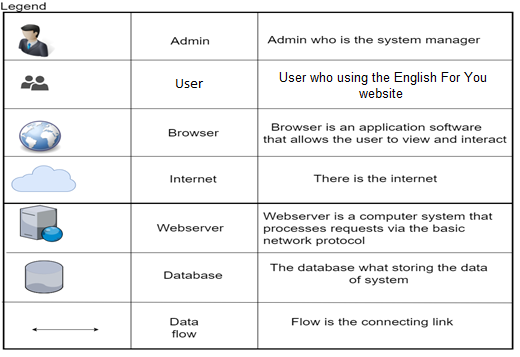 Legend
Admin
Admin who is the system manager
User
User who using the English For You
website
Browser
Browser is an application software
that allows the user to view and interact
Internet
There is the internet
Webserver
Webserver is a computer system that
processes requests via the basic
network protocol
Database
The database what storing the data
of system
Data
flow
Flow is the connecting link